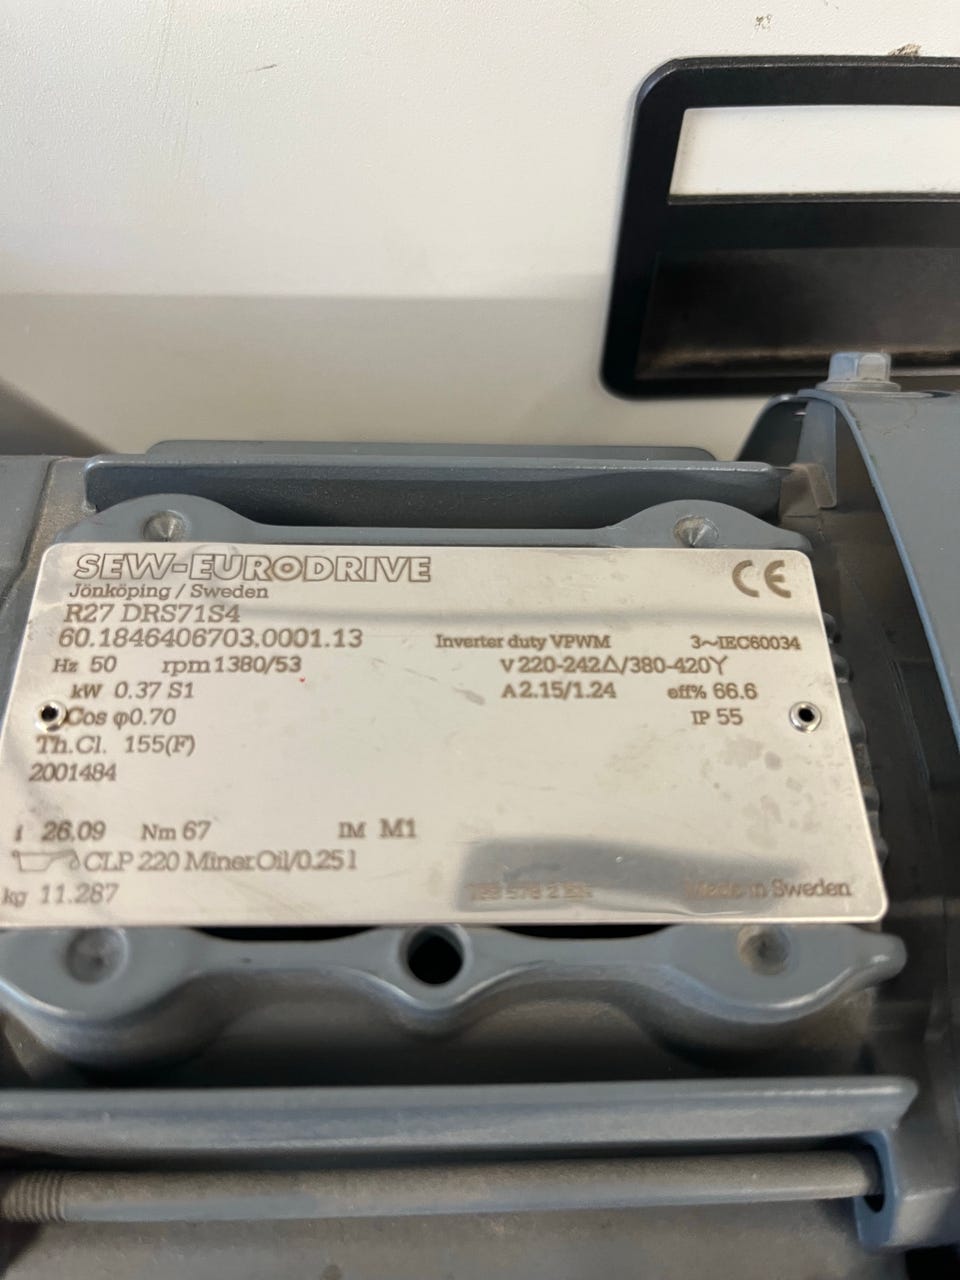 SEW-EURODRIVE CE
Jönköping / Sweden
R27 DRS71S4
60.1846406703.0001.13 Inverter duty VPWM 3~IEC60034
Hz 50 rpm 1380/53 V 220-242Δ/380-420Y
kW 0.37 S1 A 2.15/1.24 eff% 66.6
Cos φ0.70 IP 55
Th.Cl. 155(F)
2001484
i 26,09 Nm 67 IM M1
CLP 220 Miner.Oil/0.25 l
kg 11.287 Made in Sweden